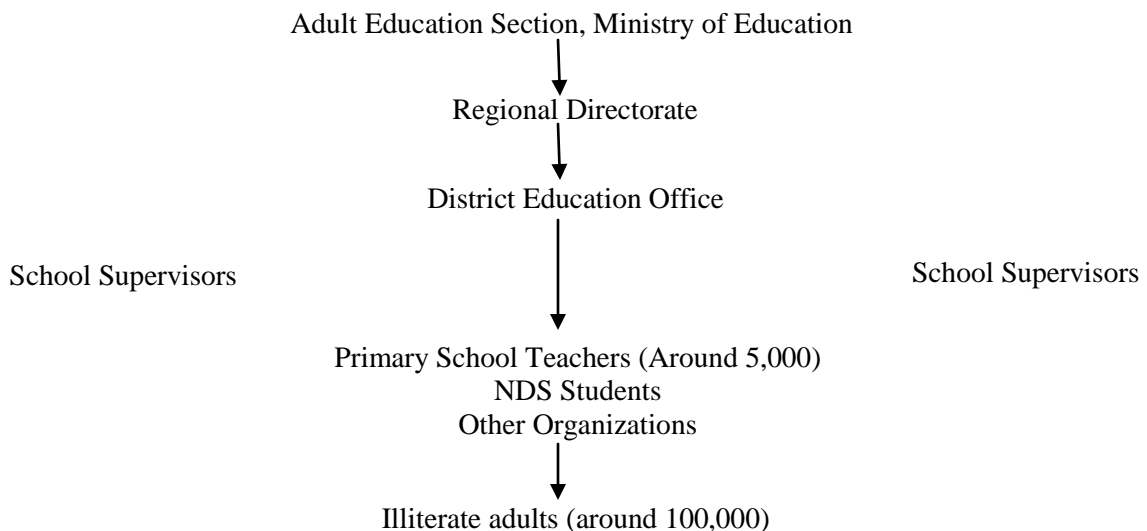 Adult Education Section, Ministry of Education
Regional Directorate
District Education Office
School Supervisors
School Supervisors
Primary School Teachers (Around 5,000)
NDS Students
Other Organizations
Illiterate adults (around 100,000)